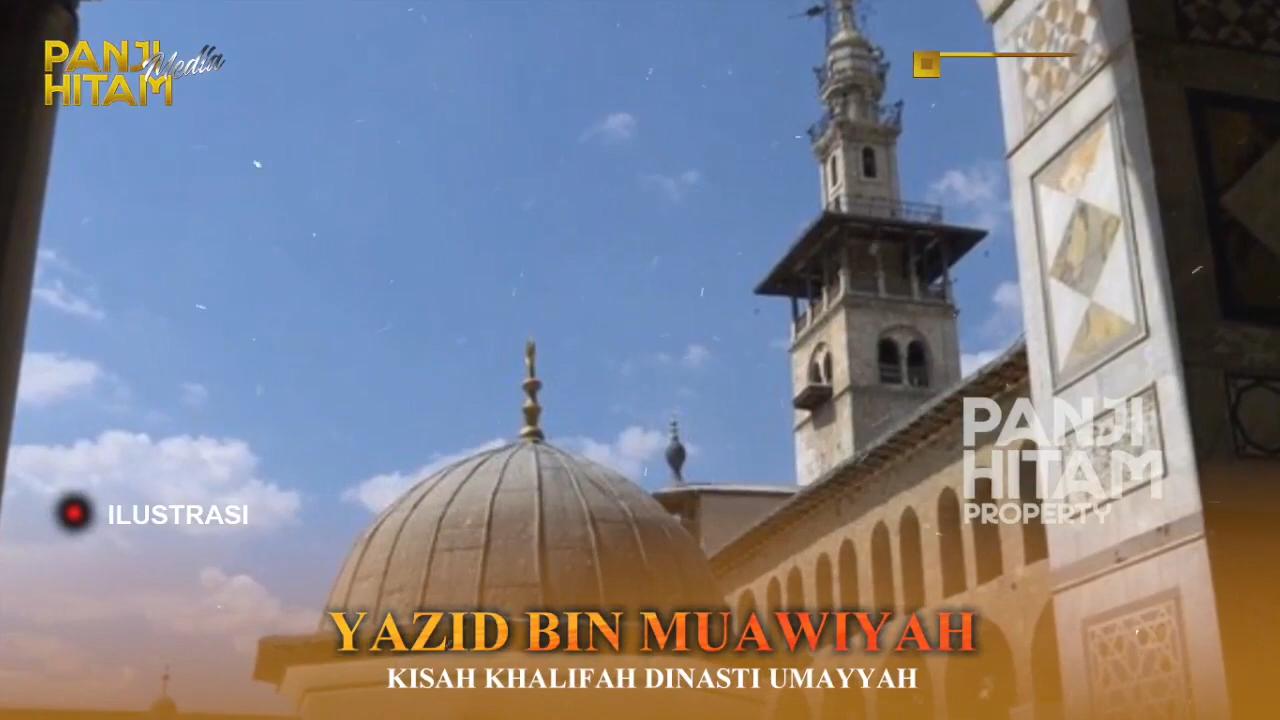 PANJI
HITAM
Media
ILUSTRASI
PANJI
HITAM
PROPERTY
YAZID BIN MUAWIYAH
KISAH KHALIFAH DINASTI UMAYYAH